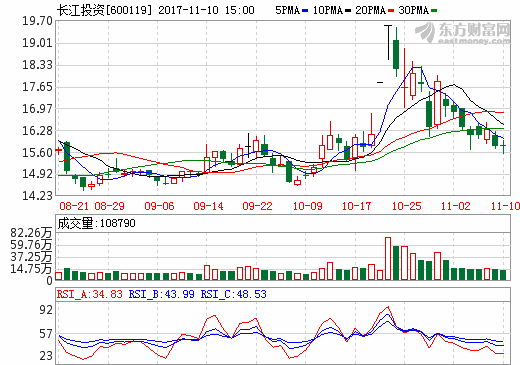 长江投资[600119] 2017-11-10 15:00 5PMA 10PMA 20PMA 30PMA
19.70
东方财富网
eastmoney.com
19.01
18.33
17.65
16.97
16.28
15.60
14.92
14.23
08-21 08-29 09-06 09-14 09-22 10-09 10-17 10-25 11-02 11-10
成交量:108790
82.26万
59.76万
37.25万
14.75万
RSI_A:34.83 RSI_B:43.99 RSI_C:48.53
92
69
46
23